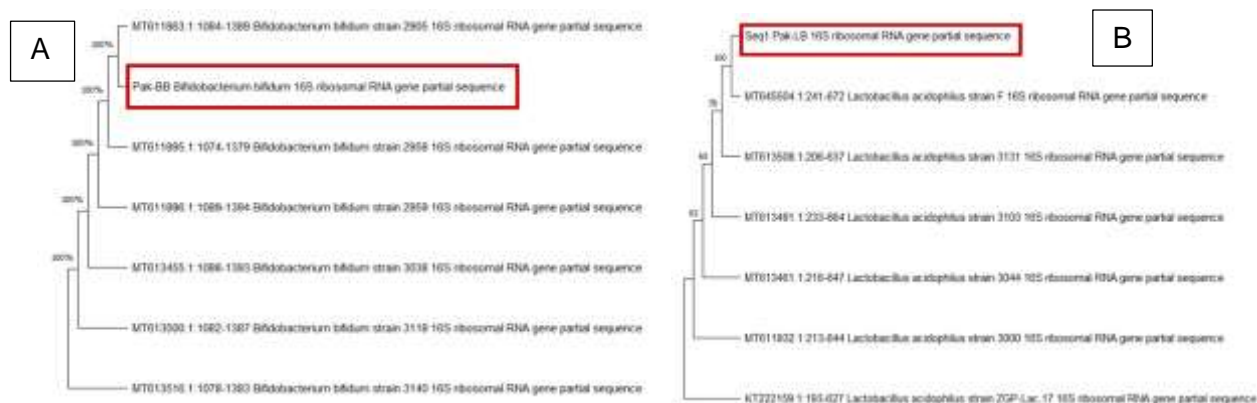 A
MT611863.1:1084-1389 Bifidobacterium bifidum strain 2905 16S ribosomal RNA gene partial sequence
100%
Pak-BB Bifidobacterium bifidum 16S ribosomal RNA gene partial sequence
100%
MT611895.1:1074-1379 Bifidobacterium bifidum strain 2958 16S ribosomal RNA gene partial sequence
100%
MT611896.1:1089-1394 Bifidobacterium bifidum strain 2959 16S ribosomal RNA gene partial sequence
100%
MT613455.1:1088-1393 Bifidobacterium bifidum strain 3038 16S ribosomal RNA gene partial sequence
100%
MT613500.1:1082-1387 Bifidobacterium bifidum strain 3118 16S ribosomal RNA gene partial sequence
MT613516.1:1078-1383 Bifidobacterium bifidum strain 3140 16S ribosomal RNA gene partial sequence
B
Seq1 Pak-LB 16S ribosomal RNA gene partial sequence
100
MT645504.1:241-672 Lactobacillus acidophilus strain F 16S ribosomal RNA gene partial sequence
MT613508.1:206-637 Lactobacillus acidophilus strain 3131 16S ribosomal RNA gene partial sequence
MT613491.1:233-664 Lactobacillus acidophilus strain 3103 16S ribosomal RNA gene partial sequence
MT613461.1:216-647 Lactobacillus acidophilus strain 3044 16S ribosomal RNA gene partial sequence
MT611802.1:213-644 Lactobacillus acidophilus strain 3000 16S ribosomal RNA gene partial sequence
KT222159.1:193-627 Lactobacillus acidophilus strain ZGP-Lac.17 16S ribosomal RNA gene partial sequence